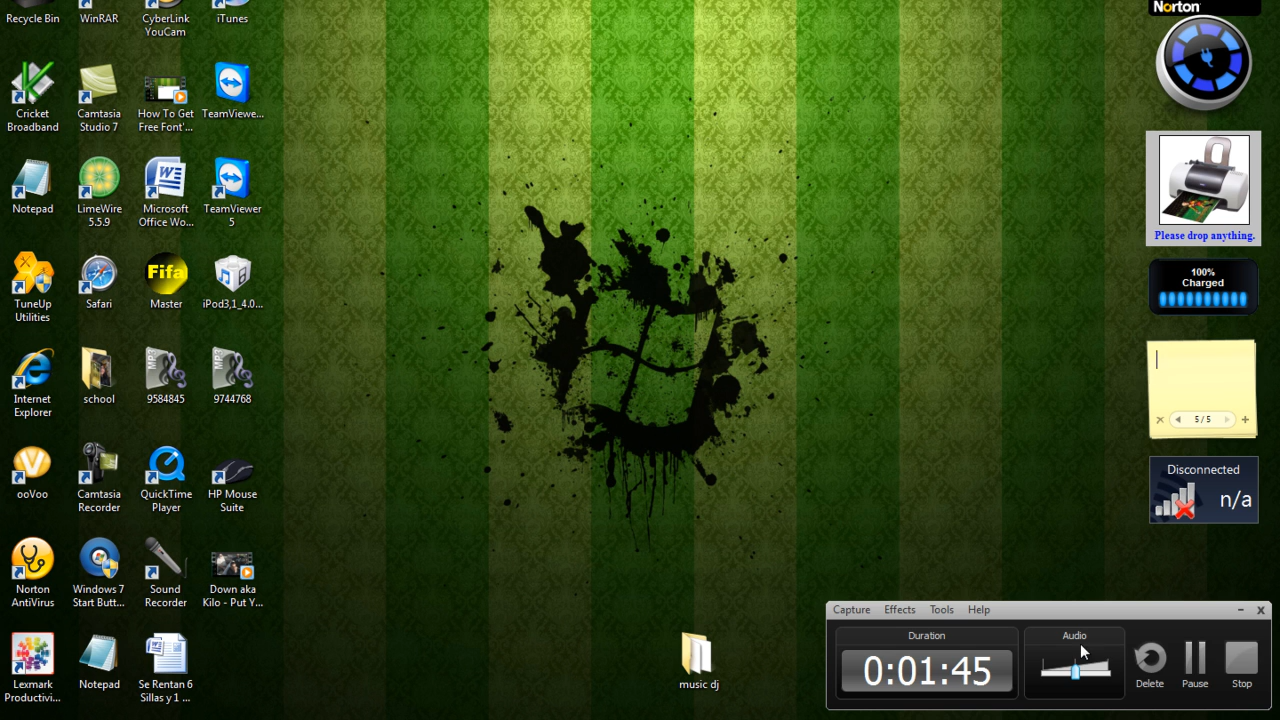 Recycle Bin
WinRAR
CyberLink
YouCam
iTunes
Cricket
Broadband
Camtasia
Studio 7
How To Get
Free Font'...
TeamViewe...
Notepad
LimeWire
5.5.9
Microsoft
Office Wo...
TeamViewer
5
TuneUp
Utilities
Safari
Fifa
Master
iPod3,1_4.0...
Internet
Explorer
school
MP3
9584845
MP3
9744768
ooVoo
Camtasia
Recorder
QuickTime
Player
HP Mouse
Suite
Norton
AntiVirus
Windows 7
Start Butt...
Sound
Recorder
Down aka
Kilo - Put Y...
Lexmark
Productivi...
Notepad
Se Rentan 6
Sillas y 1 ...
music dj
Norton
Please drop anything.
100%
Charged
5/5
Disconnected
n/a
Capture Effects Tools Help
Duration
0:01:45
Audio
Delete
Pause
Stop